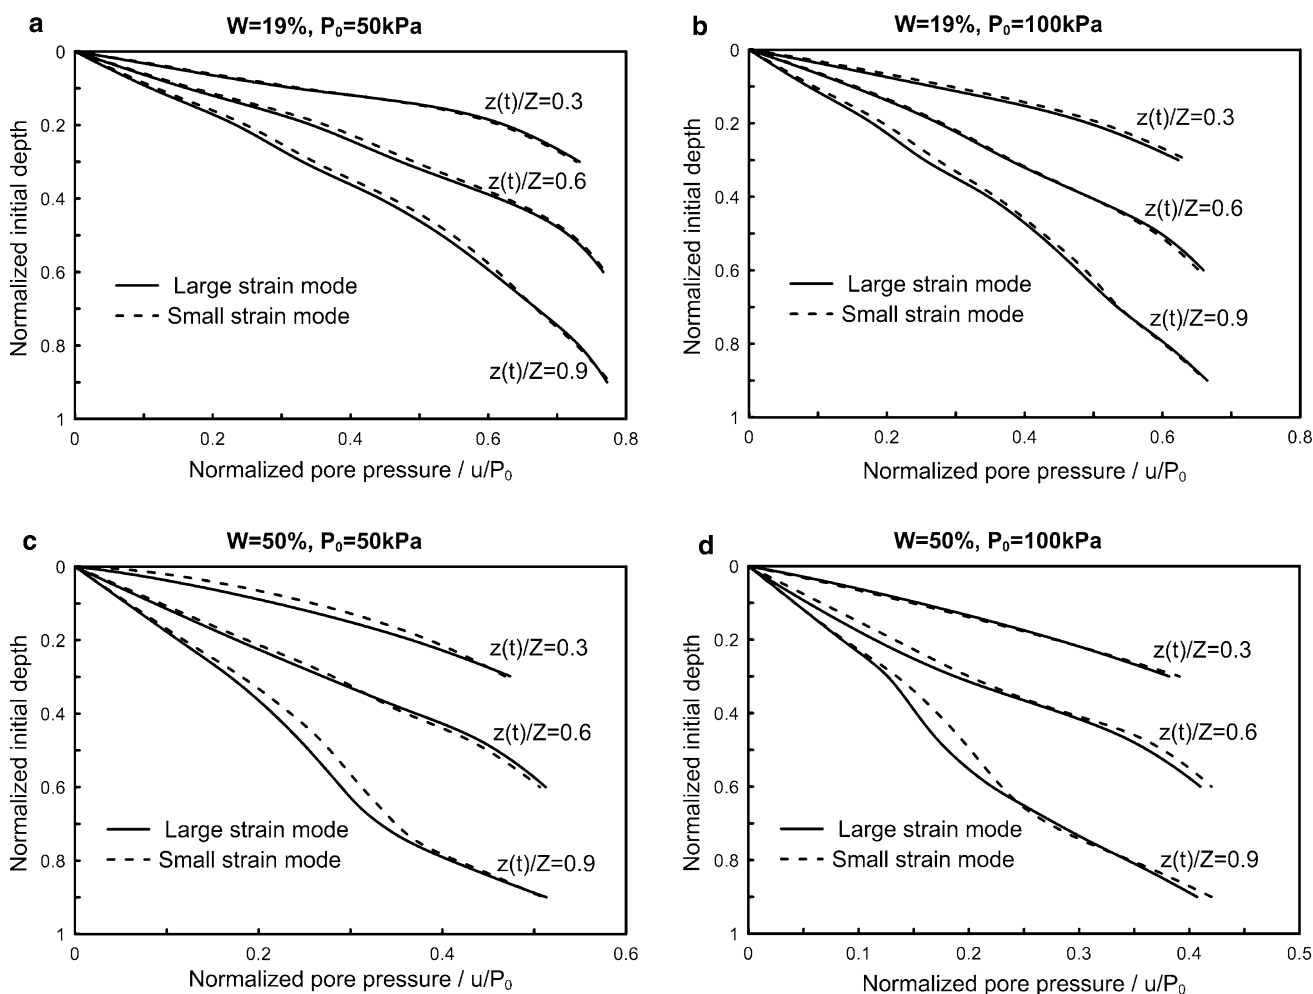 a
W=19%, P₀=50kPa
0
0.2
0.4
0.6
0.8
1
Normalized initial depth
z(t)/Z=0.3
z(t)/Z=0.6
z(t)/Z=0.9
Large strain mode
Small strain mode
0
0.2
0.4
0.6
0.8
Normalized pore pressure / u/P₀
b
W=19%, P₀=100kPa
0
0.2
0.4
0.6
0.8
1
Normalized initial depth
z(t)/Z=0.3
z(t)/Z=0.6
z(t)/Z=0.9
Large strain mode
Small strain mode
0
0.2
0.4
0.6
0.8
Normalized pore pressure / u/P₀
c
W=50%, P₀=50kPa
0
0.2
0.4
0.6
0.8
1
Normalized initial depth
z(t)/Z=0.3
z(t)/Z=0.6
z(t)/Z=0.9
Large strain mode
Small strain mode
0
0.2
0.4
0.6
Normalized pore pressure / u/P₀
d
W=50%, P₀=100kPa
0
0.2
0.4
0.6
0.8
1
Normalized initial depth
z(t)/Z=0.3
z(t)/Z=0.6
z(t)/Z=0.9
Large strain mode
Small strain mode
0
0.1
0.2
0.3
0.4
0.5
Normalized pore pressure / u/P₀